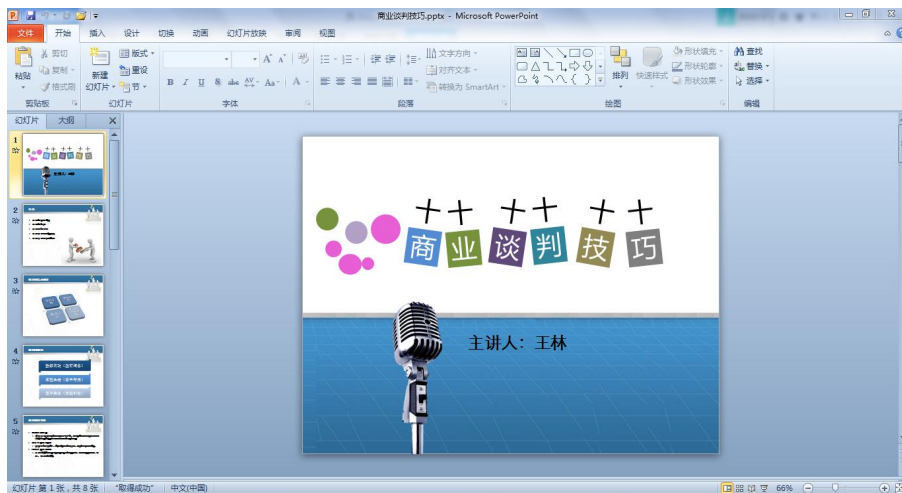 商业谈判技巧.pptx - Microsoft PowerPoint
文件 开始 插入 设计 切换 动画 幻灯片放映 审阅 视图
剪切 版式 文字方向 形状填充 查找
复制 重设 对齐文本 形状轮廓 替换
粘贴 格式刷 新建 幻灯片 节 转换为 SmartArt 排列 快速样式 形状效果 选择
剪贴板 幻灯片 字体 段落 绘图 编辑
幻灯片 大纲
1
2
3
4
5
商业谈判技巧
主讲人：王林
幻灯片 第 1 张，共 8 张 "取得成功" 中文(中国) 66%